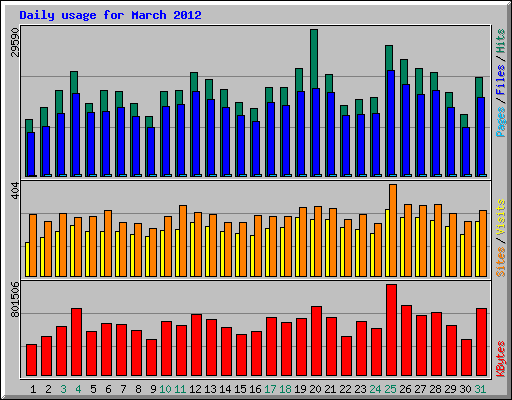 Daily usage for March 2012
29590
Pages / Files / Hits
404
Sites / Visits
801506
KBytes
1 2 3 4 5 6 7 8 9 10 11 12 13 14 15 16 17 18 19 20 21 22 23 24 25 26 27 28 29 30 31